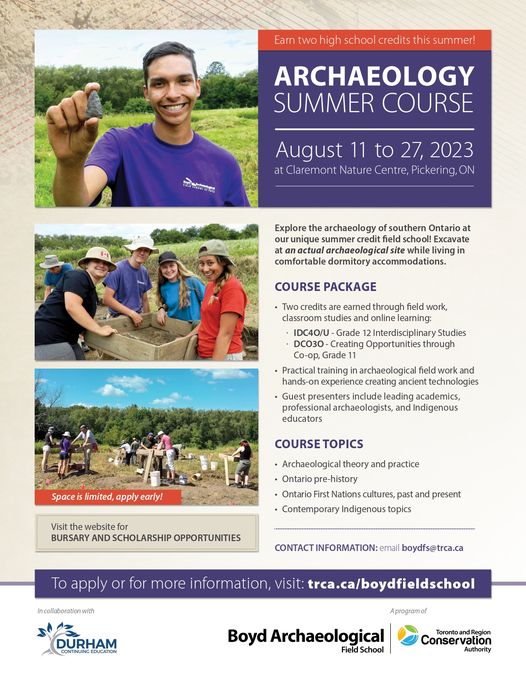 Earn two high school credits this summer!
ARCHAEOLOGY
SUMMER COURSE
August 11 to 27, 2023
at Claremont Nature Centre, Pickering, ON
Explore the archaeology of southern Ontario at
our unique summer credit field school! Excavate
at an actual archaeological site while living in
comfortable dormitory accommodations.
COURSE PACKAGE
• Two credits are earned through field work,
classroom studies and online learning:
· IDC4O/U - Grade 12 Interdisciplinary Studies
· DCO3O - Creating Opportunities through
Co-op, Grade 11
• Practical training in archaeological field work and
hands-on experience creating ancient technologies
• Guest presenters include leading academics,
professional archaeologists, and Indigenous
educators
COURSE TOPICS
• Archaeological theory and practice
• Ontario pre-history
• Ontario First Nations cultures, past and present
• Contemporary Indigenous topics
CONTACT INFORMATION: email boydfs@trca.ca
Space is limited, apply early!
Visit the website for
BURSARY AND SCHOLARSHIP OPPORTUNITIES
To apply or for more information, visit: trca.ca/boydfieldschool
In collaboration with
DURHAM
CONTINUING EDUCATION
Boyd Archaeological
Field School
A program of
Toronto and Region
Conservation
Authority